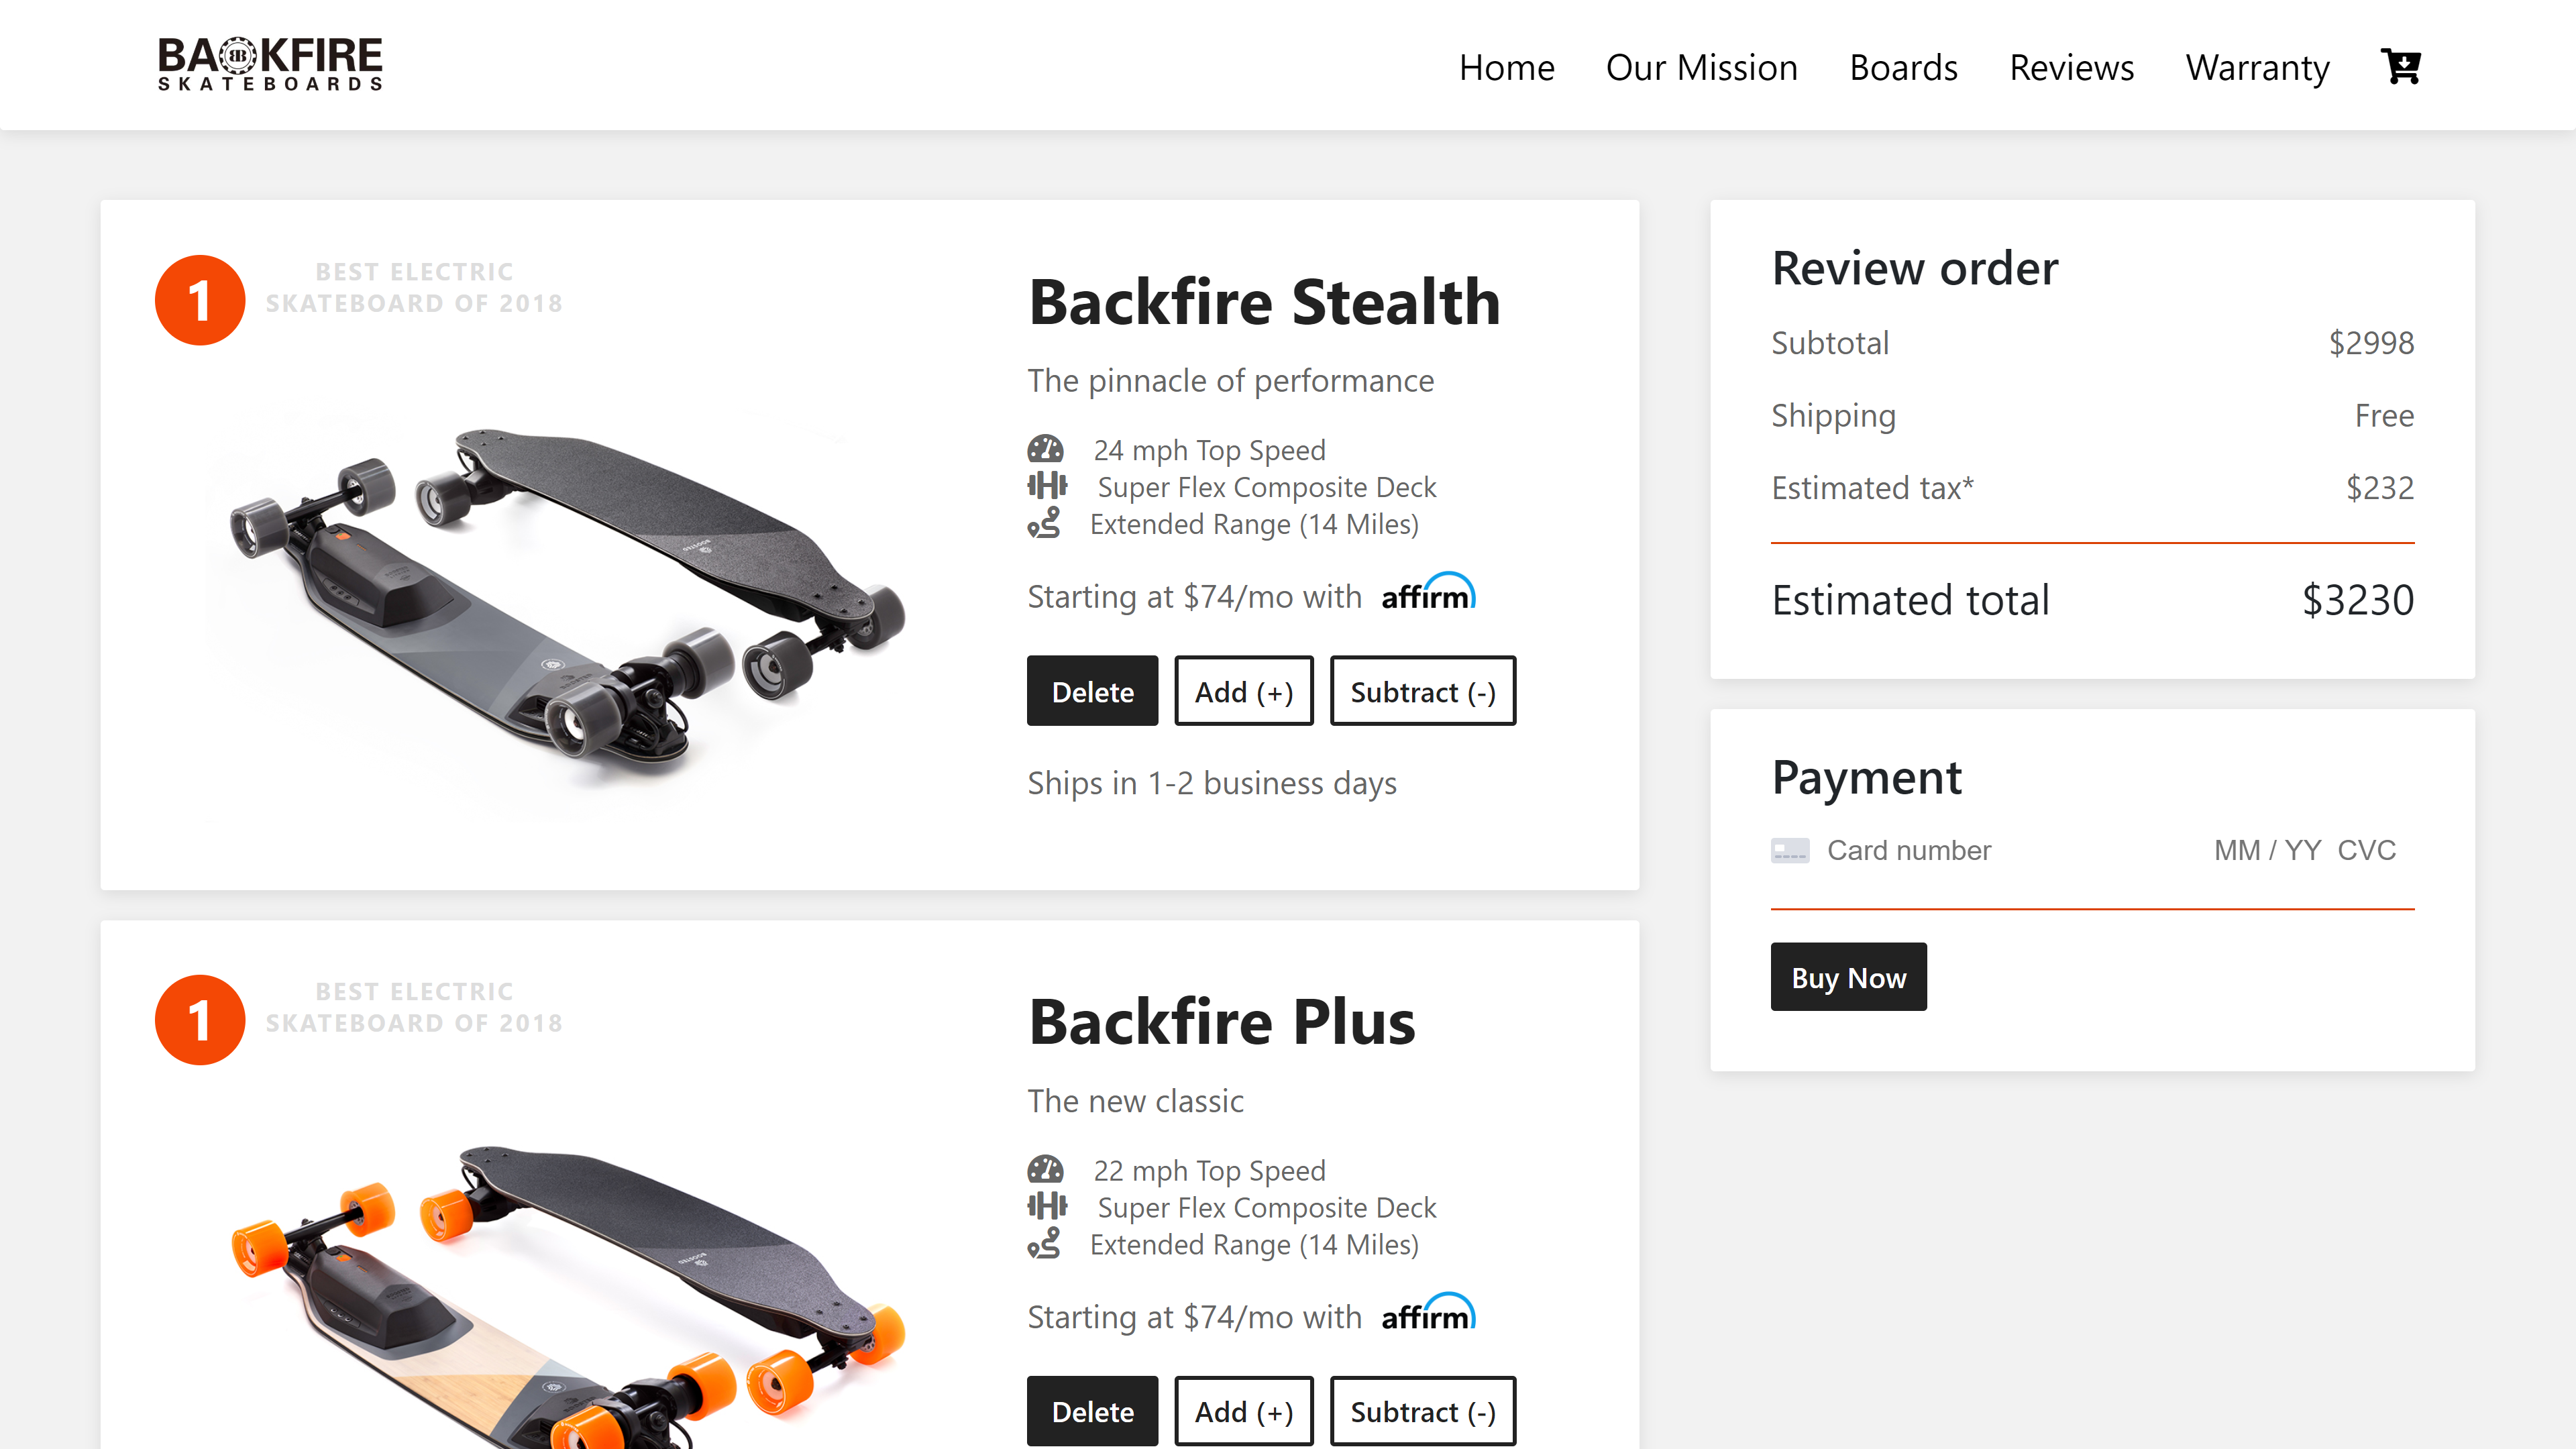 BACKFIRE
SKATEBOARDS
Home Our Mission Boards Reviews Warranty
1
BEST ELECTRIC
SKATEBOARD OF 2018
Backfire Stealth
The pinnacle of performance
24 mph Top Speed
Super Flex Composite Deck
Extended Range (14 Miles)
Starting at $74/mo with affirm
Delete Add (+) Subtract (-)
Ships in 1-2 business days
Review order
Subtotal $2998
Shipping Free
Estimated tax* $232
Estimated total $3230
Payment
Card number MM / YY CVC
Buy Now
1
BEST ELECTRIC
SKATEBOARD OF 2018
Backfire Plus
The new classic
22 mph Top Speed
Super Flex Composite Deck
Extended Range (14 Miles)
Starting at $74/mo with affirm
Delete Add (+) Subtract (-)